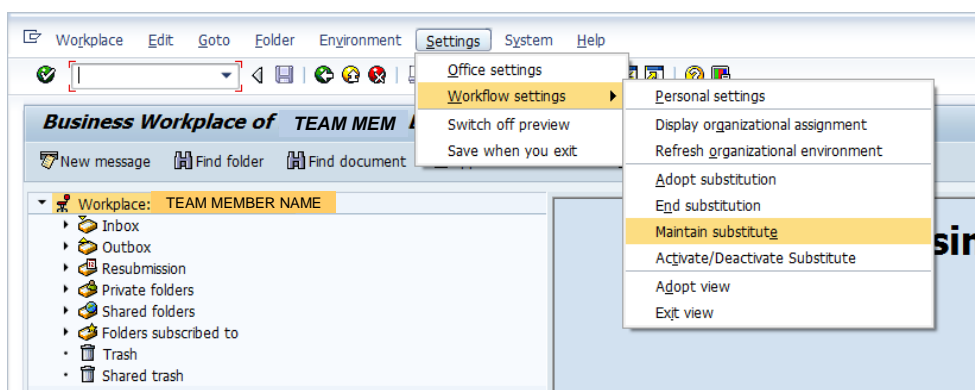 Workplace Edit Goto Folder Environment Settings System Help
Office settings
Workflow settings
Switch off preview
Save when you exit
Personal settings
Display organizational assignment
Refresh organizational environment
Adopt substitution
End substitution
Maintain substitute
Activate/Deactivate Substitute
Adopt view
Exit view
Business Workplace of TEAM MEM
New message Find folder Find document
Workplace: TEAM MEMBER NAME
Inbox
Outbox
Resubmission
Private folders
Shared folders
Folders subscribed to
Trash
Shared trash